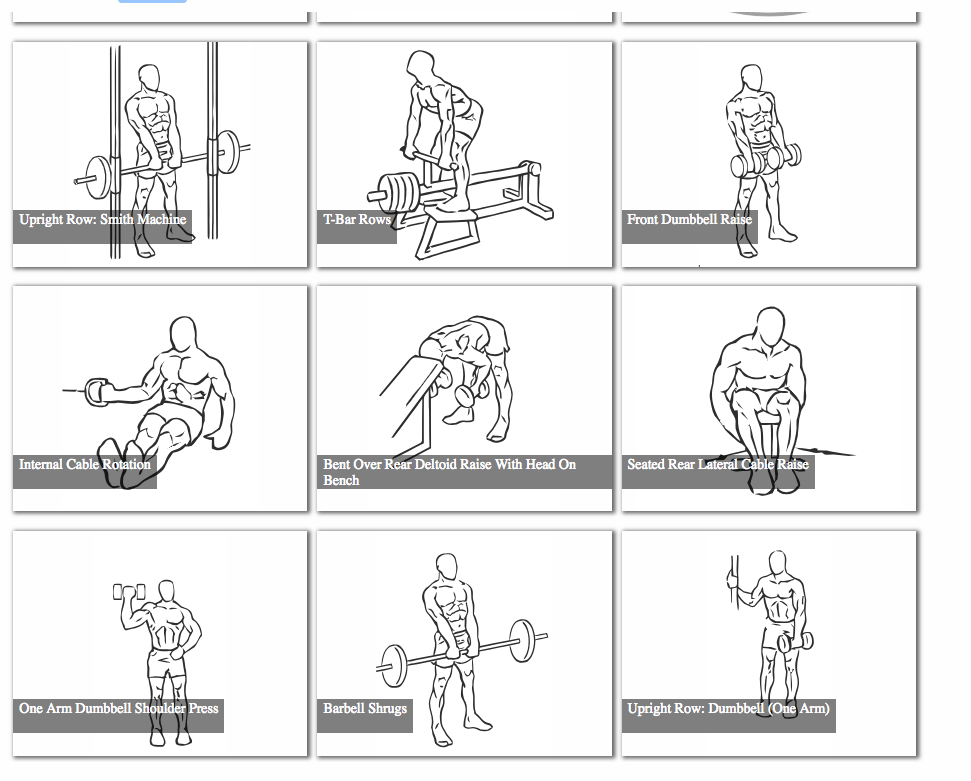 Upright Row: Smith Machine
T-Bar Rows
Front Dumbbell Raise
Internal Cable Rotation
Bent Over Rear Deltoid Raise With Head On
Bench
Seated Rear Lateral Cable Raise
One Arm Dumbbell Shoulder Press
Barbell Shrugs
Upright Row: Dumbbell (One Arm)